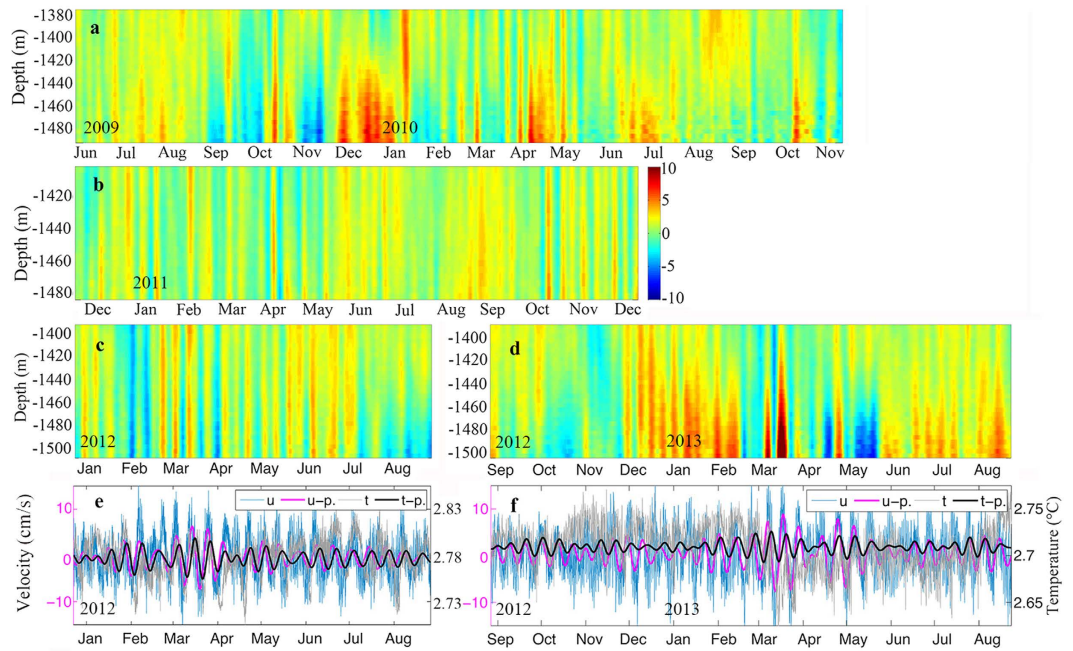 a
Depth (m)
-1380
-1400
-1420
-1440
-1460
-1480
2009
2010
Jun Jul Aug Sep Oct Nov Dec Jan Feb Mar Apr May Jun Jul Aug Sep Oct Nov
b
Depth (m)
-1420
-1440
-1460
-1480
2011
Dec Jan Feb Mar Apr May Jun Jul Aug Sep Oct Nov Dec
10
5
0
-5
-10
c
Depth (m)
-1400
-1420
-1440
-1460
-1480
-1500
2012
Jan Feb Mar Apr May Jun Jul Aug
d
-1400
-1420
-1440
-1460
-1480
-1500
2012
2013
Sep Oct Nov Dec Jan Feb Mar Apr May Jun Jul Aug
e
u u-p. t t-p.
Velocity (cm/s)
10
0
-10
2.83
2.78
2.73
2012
Jan Feb Mar Apr May Jun Jul Aug
f
u u-p. t t-p.
10
0
-10
2.75
2.7
2.65
Temperature (°C)
2012
2013
Sep Oct Nov Dec Jan Feb Mar Apr May Jun Jul Aug